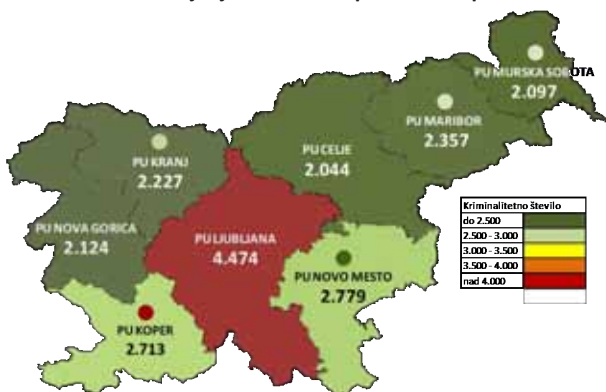 PU MURSKA SOBOTA
2.097
PU MARIBOR
2.357
PU CELJE
2.044
PU KRANJ
2.227
PU NOVA GORICA
2.124
PU LJUBLJANA
4.474
PU NOVO MESTO
2.779
PU KOPER
2.713
Kriminalitetno število
do 2.500
2.500 - 3.000
3.000 - 3.500
3.500 - 4.000
nad 4.000